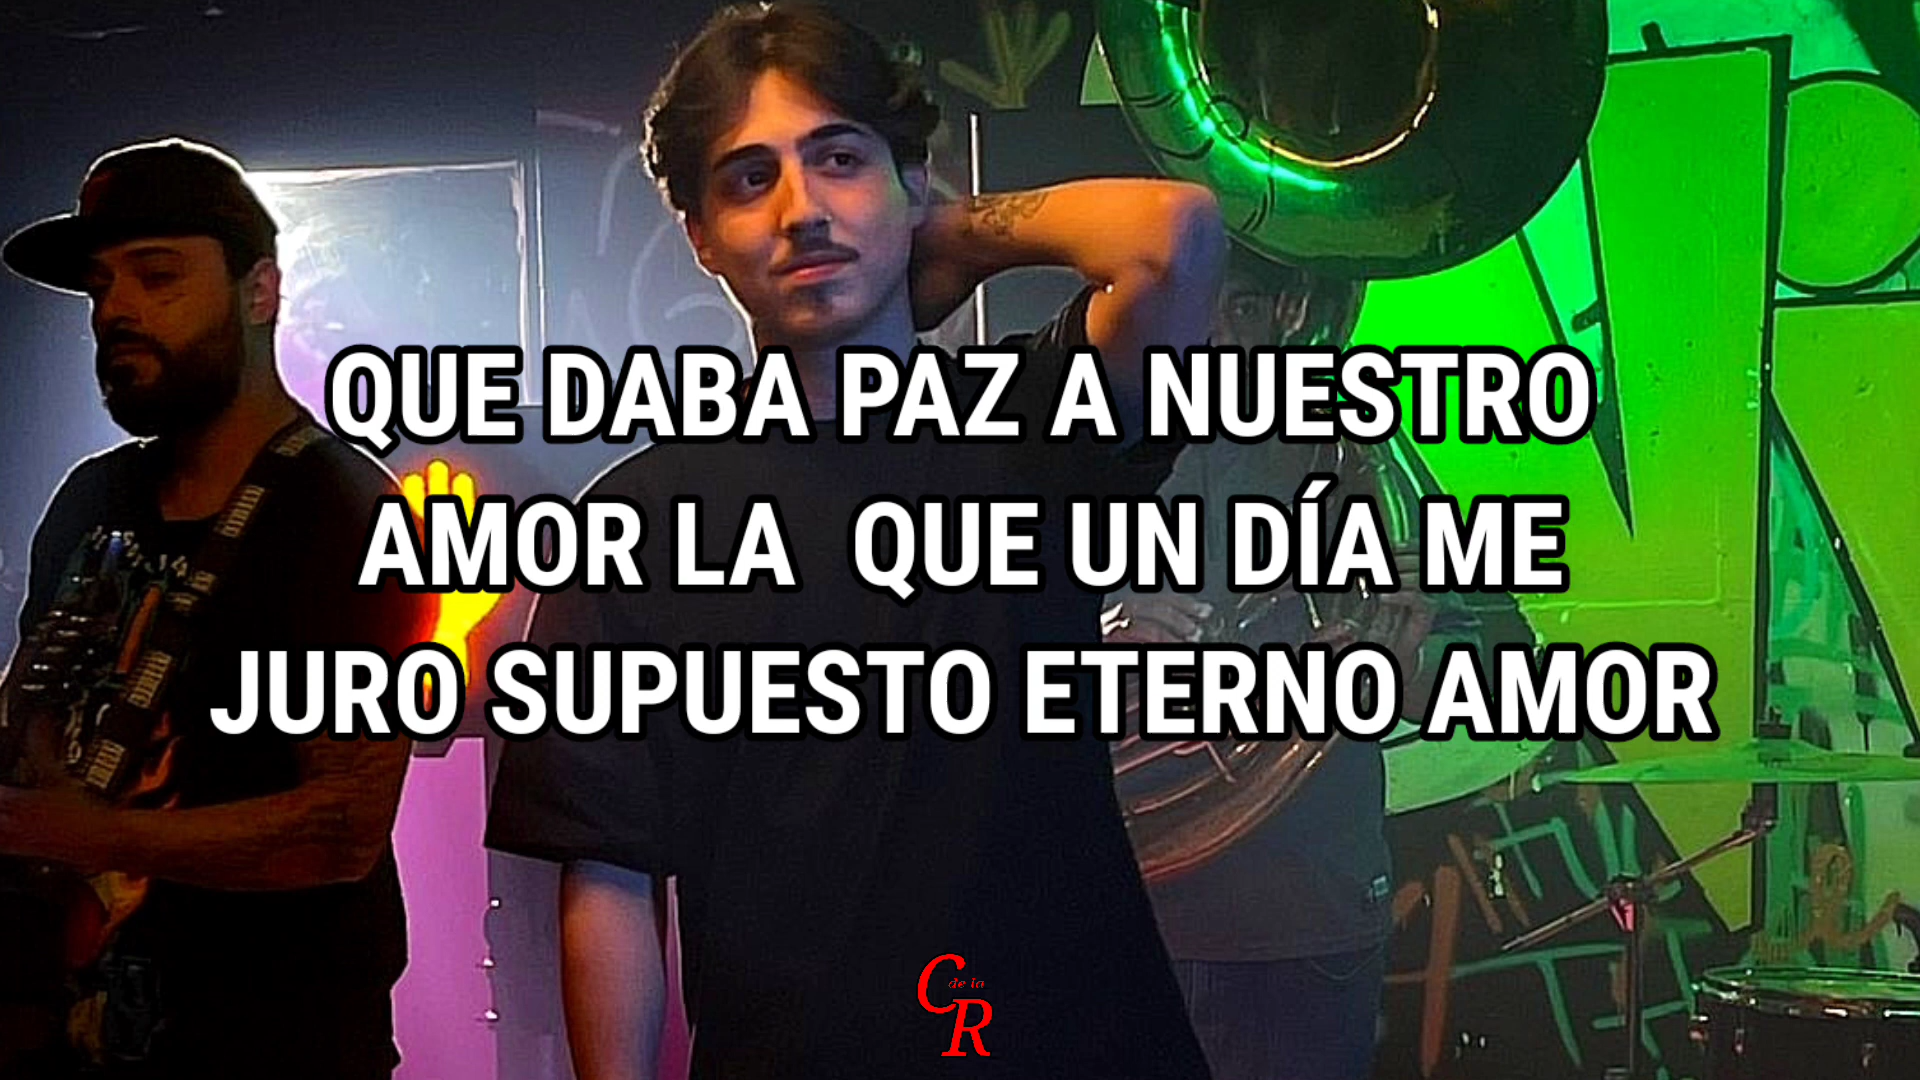 QUE DABA PAZ A NUESTRO
AMOR LA  QUE UN DÍA ME
JURO SUPUESTO ETERNO AMOR
C de la R